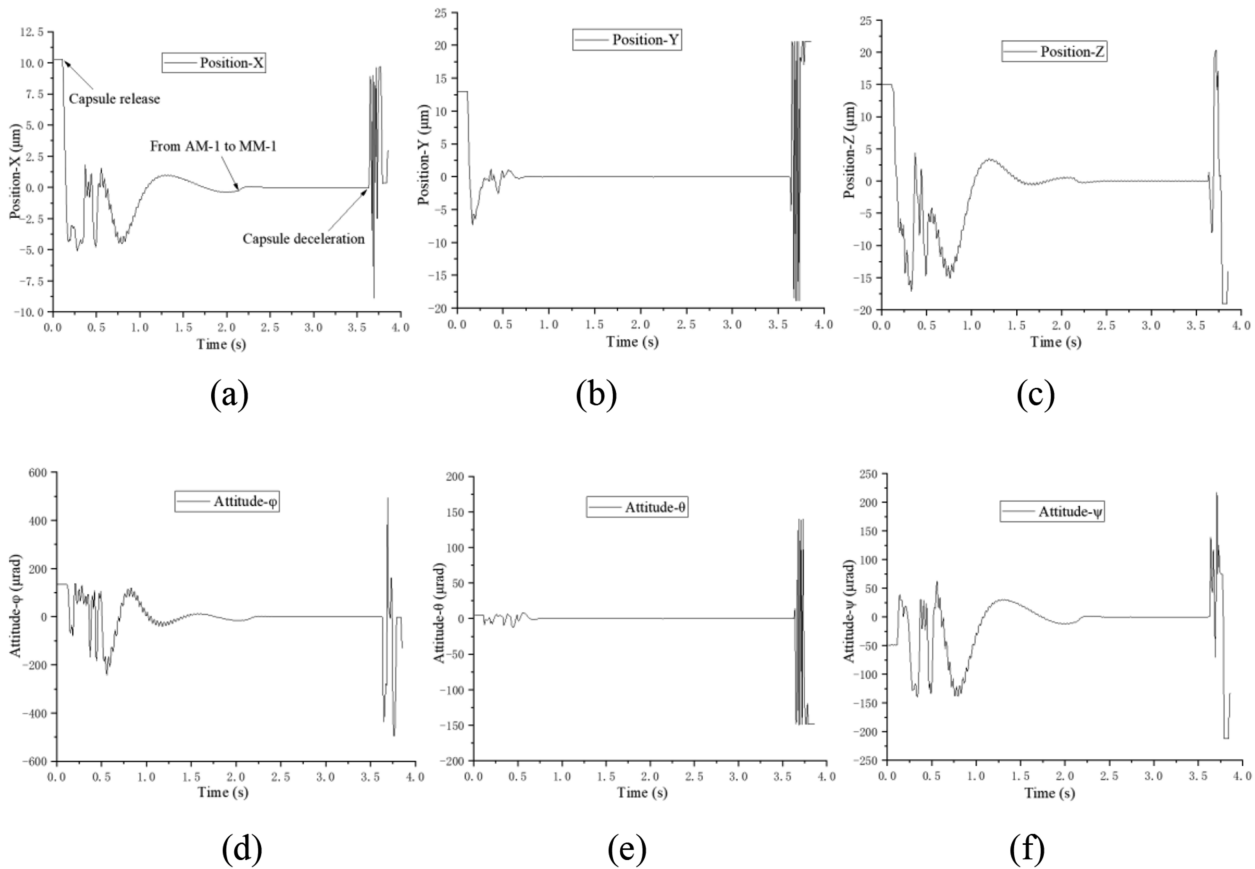 Position-X
Capsule release
From AM-1 to MM-1
Capsule deceleration
Position-X (μm)
12.5
10.0
7.5
5.0
2.5
0.0
-2.5
-5.0
-7.5
-10.0
0.0 0.5 1.0 1.5 2.0 2.5 3.0 3.5 4.0
Time (s)
(a)
Position-Y
Position-Y (μm)
25
20
15
10
5
0
-5
-10
-15
-20
0.0 0.5 1.0 1.5 2.0 2.5 3.0 3.5 4.0
Time (s)
(b)
Position-Z
Position-Z (μm)
25
20
15
10
5
0
-5
-10
-15
-20
0.0 0.5 1.0 1.5 2.0 2.5 3.0 3.5 4.0
Time (s)
(c)
Attitude-φ
Attitude-φ (μrad)
600
400
200
0
-200
-400
-600
0.0 0.5 1.0 1.5 2.0 2.5 3.0 3.5 4.0
Time (s)
(d)
Attitude-θ
Attitude-θ (μrad)
200
150
100
50
0
-50
-100
-150
-200
0.0 0.5 1.0 1.5 2.0 2.5 3.0 3.5 4.0
Time (s)
(e)
Attitude-ψ
Attitude-ψ (μrad)
250
200
150
100
50
0
-50
-100
-150
-200
-250
0.0 0.5 1.0 1.5 2.0 2.5 3.0 3.5 4.0
Time (s)
(f)